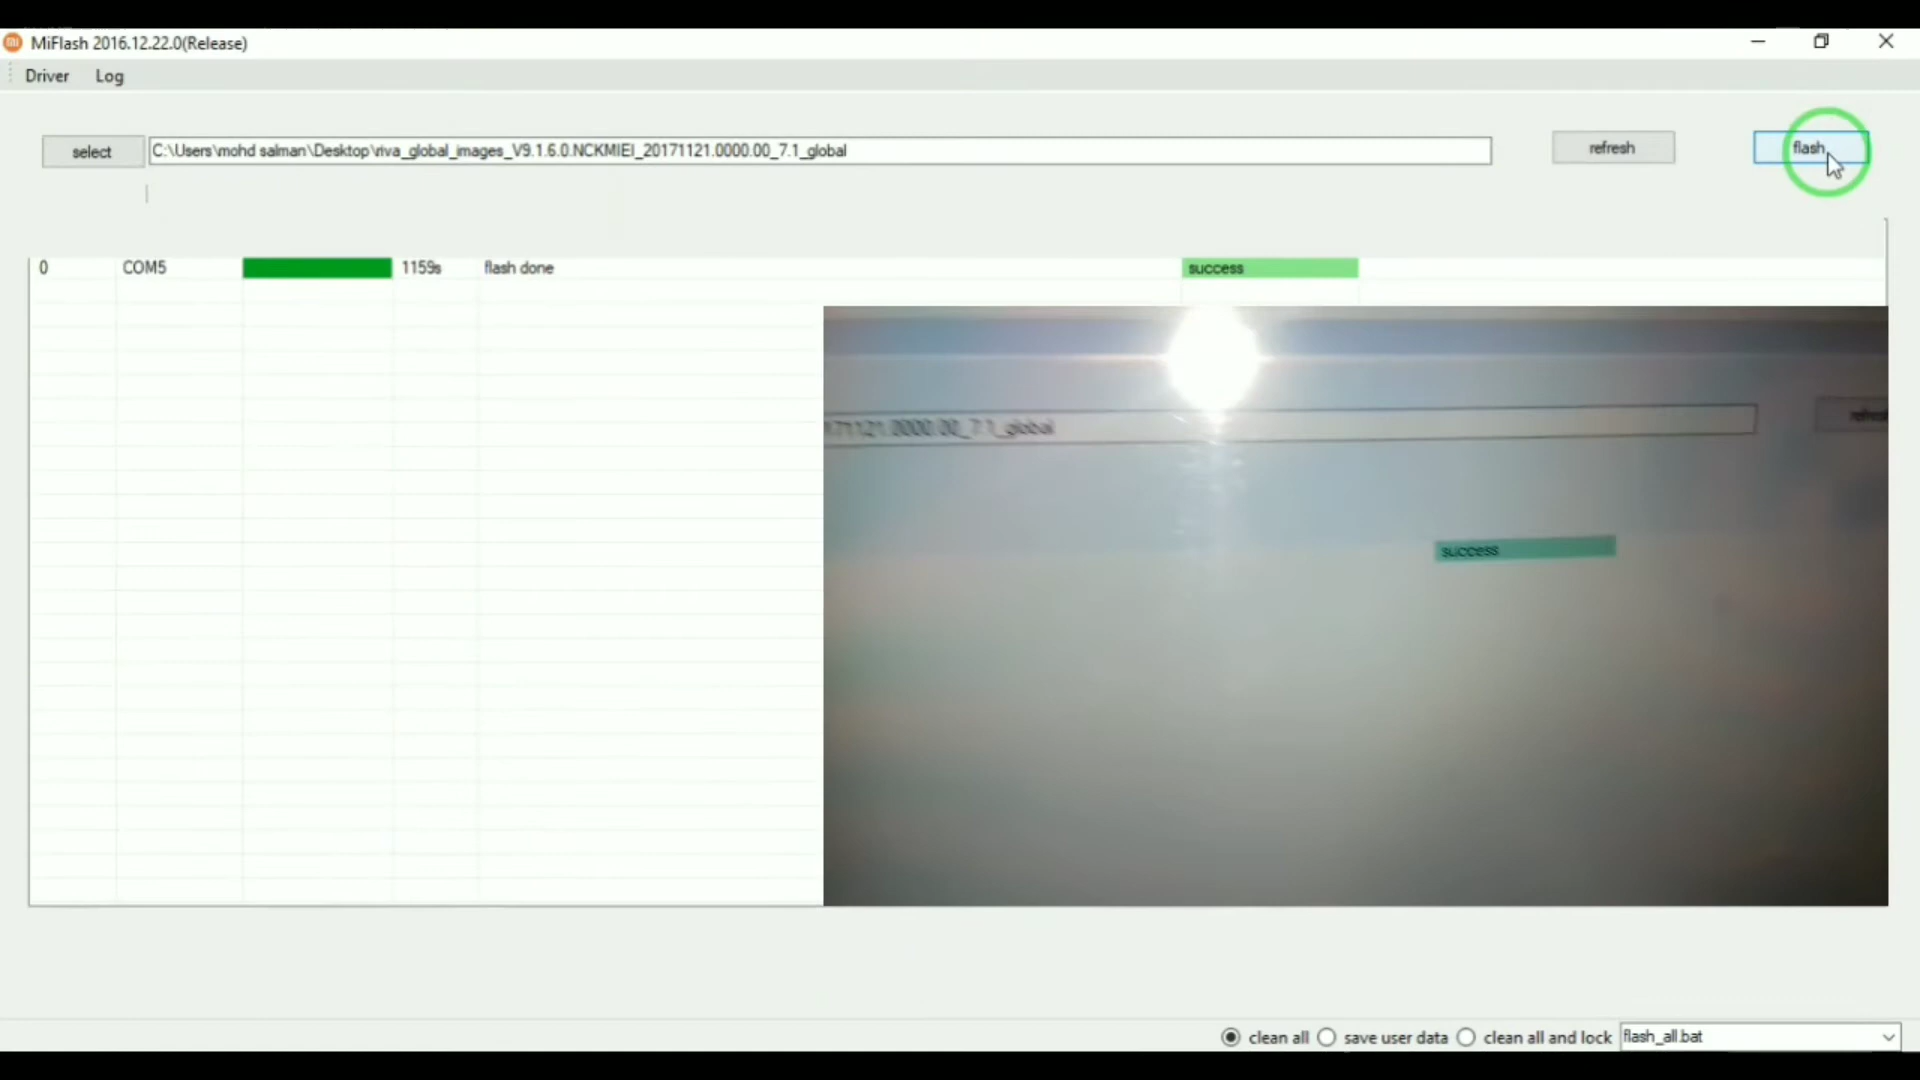 MiFlash 2016.12.22.0(Release)
Driver Log
select C:\Users\mohd salman\Desktop\riva_global_images_V9.1.6.0.NCKMIEI_20171121.0000.00_7.1_global refresh flash
0 COM5 1159s flash done success
71121.0000.00_7.1_global
success
clean all save user data clean all and lock flash_all.bat